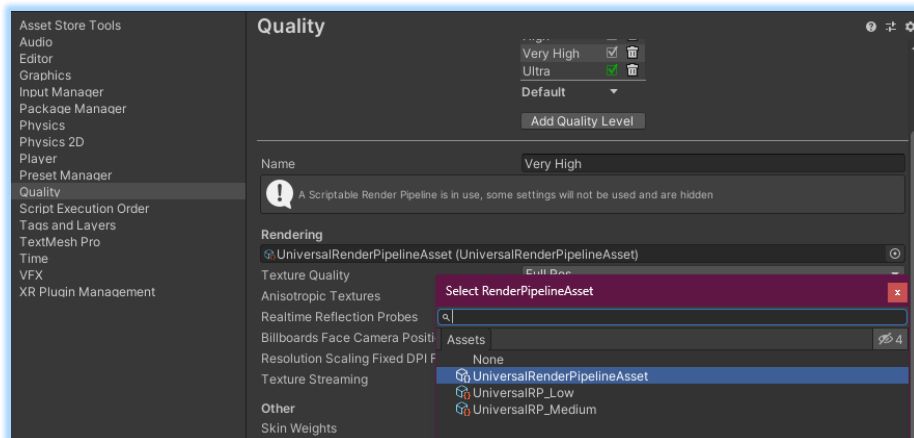 Asset Store Tools
Audio
Editor
Graphics
Input Manager
Package Manager
Physics
Physics 2D
Player
Preset Manager
Quality
Script Execution Order
Tags and Layers
TextMesh Pro
Time
VFX
XR Plugin Management
Quality
High
Very High
Ultra
Default
Add Quality Level
Name Very High
A Scriptable Render Pipeline is in use, some settings will not be used and are hidden
Rendering
UniversalRenderPipelineAsset (UniversalRenderPipelineAsset)
Texture Quality Full Res
Anisotropic Textures
Realtime Reflection Probes
Billboards Face Camera Positi
Resolution Scaling Fixed DPI F
Texture Streaming
Other
Skin Weights
Select RenderPipelineAsset
Assets 4
None
UniversalRenderPipelineAsset
UniversalRP_Low
UniversalRP_Medium